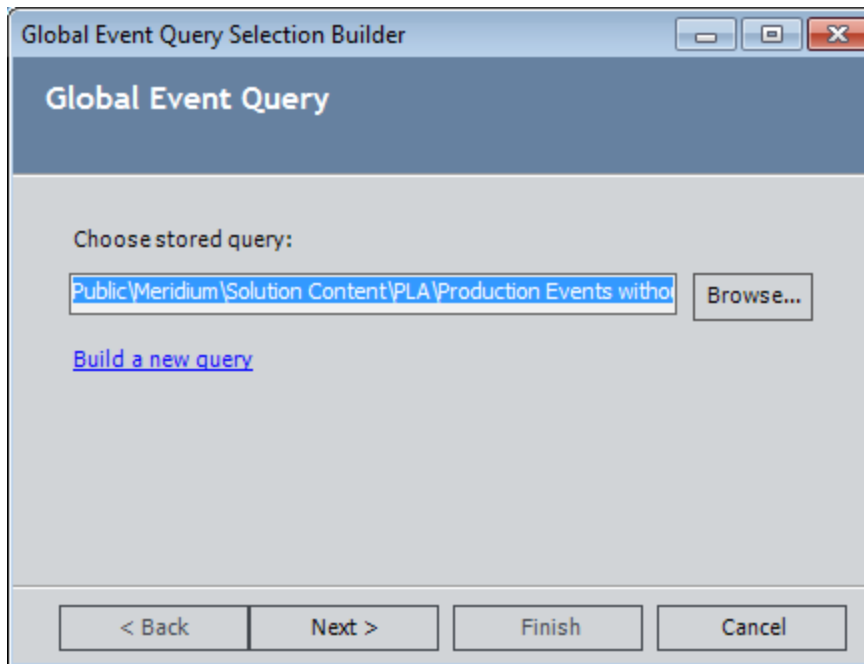 Global Event Query Selection Builder
Global Event Query
Choose stored query:
Public\Meridium\Solution Content\PLA\Production Events
Browse...
Build a new query
< Back
Next >
Finish
Cancel